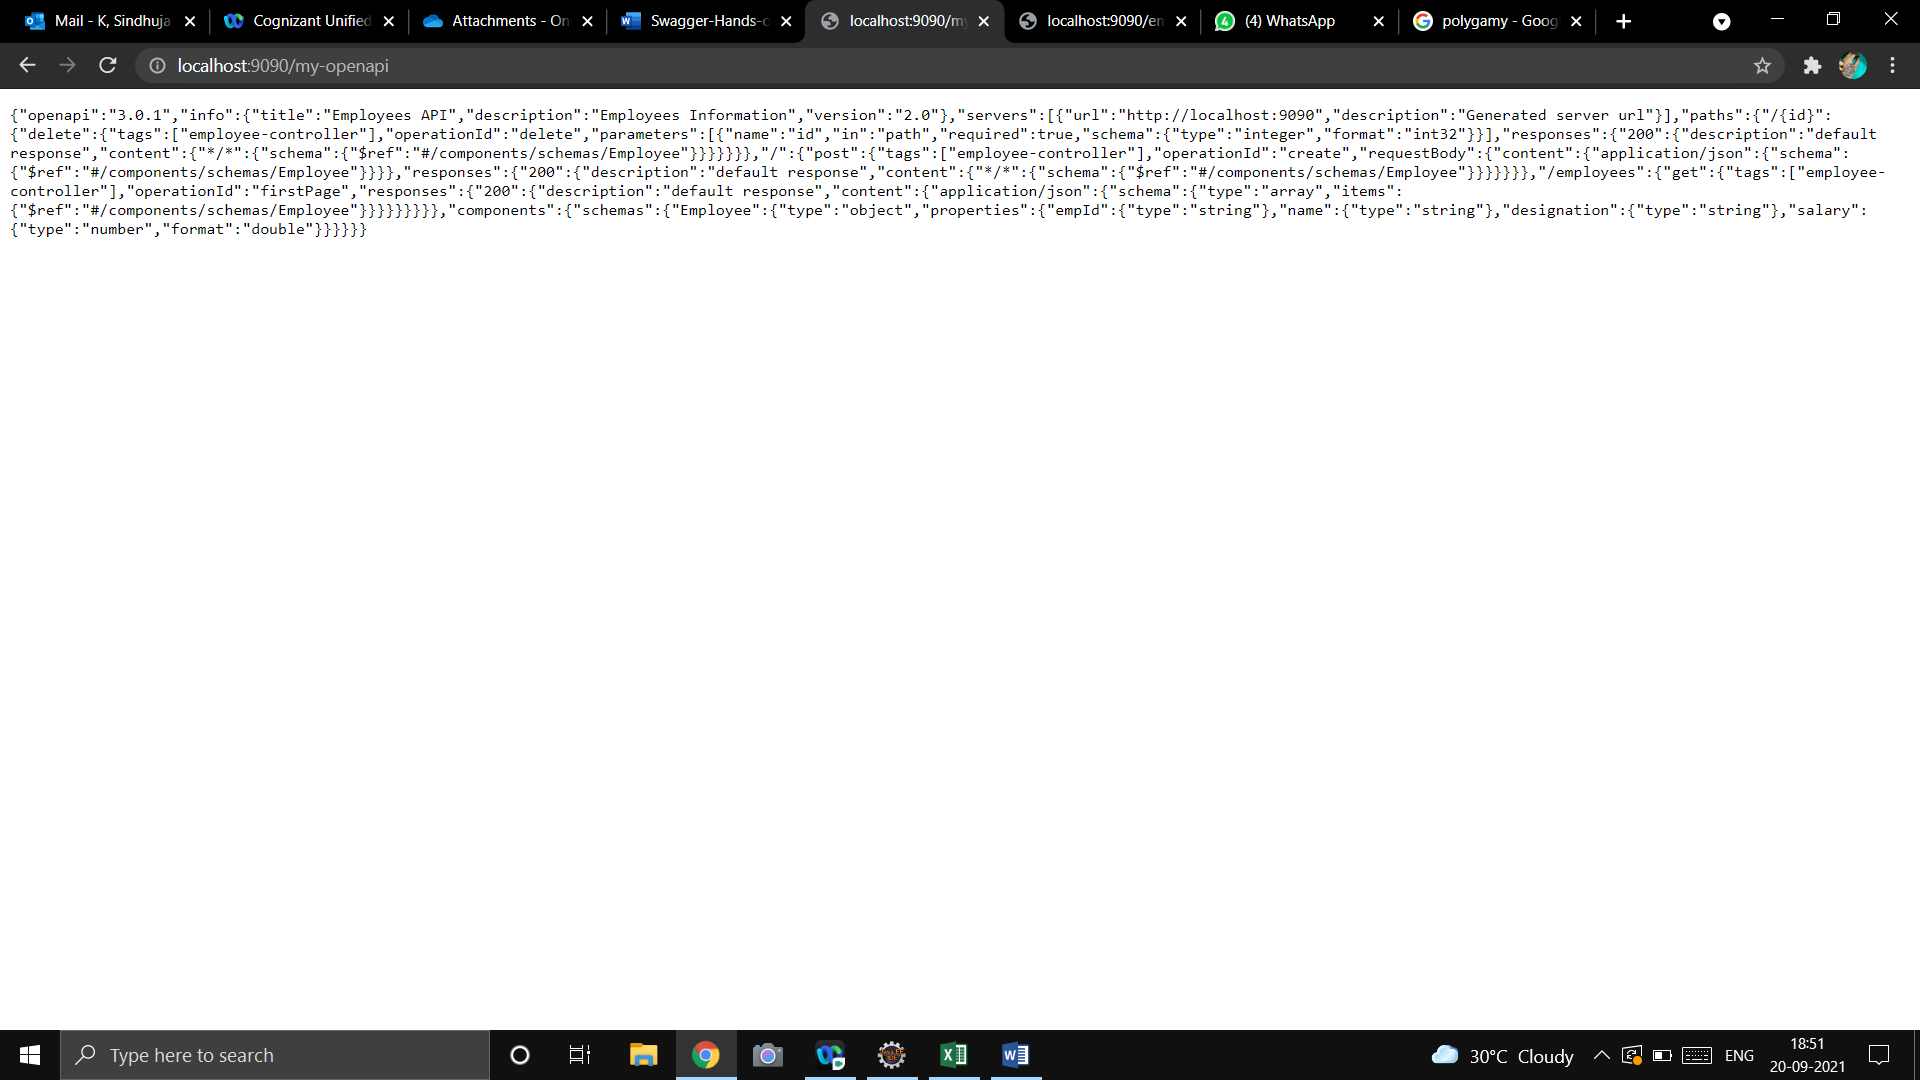 Mail - K, Sindhuja
Cognizant Unified
Attachments - On
Swagger-Hands-o
localhost:9090/my
localhost:9090/em
(4) WhatsApp
polygamy - Goog
localhost:9090/my-openapi
{"openapi":"3.0.1","info":{"title":"Employees API","description":"Employees Information","version":"2.0"},"servers":[{"url":"http://localhost:9090","description":"Generated server url"}],"paths":{"/{id}":
{"delete":{"tags":["employee-controller"],"operationId":"delete","parameters":[{"name":"id","in":"path","required":true,"schema":{"type":"integer","format":"int32"}}],"responses":{"200":{"description":"default
response","content":{"*/*":{"schema":{"$ref":"#/components/schemas/Employee"}}}}}}},"/":{"post":{"tags":["employee-controller"],"operationId":"create","requestBody":{"content":{"application/json":{"schema":
{"$ref":"#/components/schemas/Employee"}}}},"responses":{"200":{"description":"default response","content":{"*/*":{"schema":{"$ref":"#/components/schemas/Employee"}}}}}}},"/employees":{"get":{"tags":["employee-
controller"],"operationId":"firstPage","responses":{"200":{"description":"default response","content":{"application/json":{"schema":{"type":"array","items":
{"$ref":"#/components/schemas/Employee"}}}}}}}}},"components":{"schemas":{"Employee":{"type":"object","properties":{"empId":{"type":"string"},"name":{"type":"string"},"designation":{"type":"string"},"salary":
{"type":"number","format":"double"}}}}}}
Type here to search
30°C Cloudy
ENG
18:51
20-09-2021